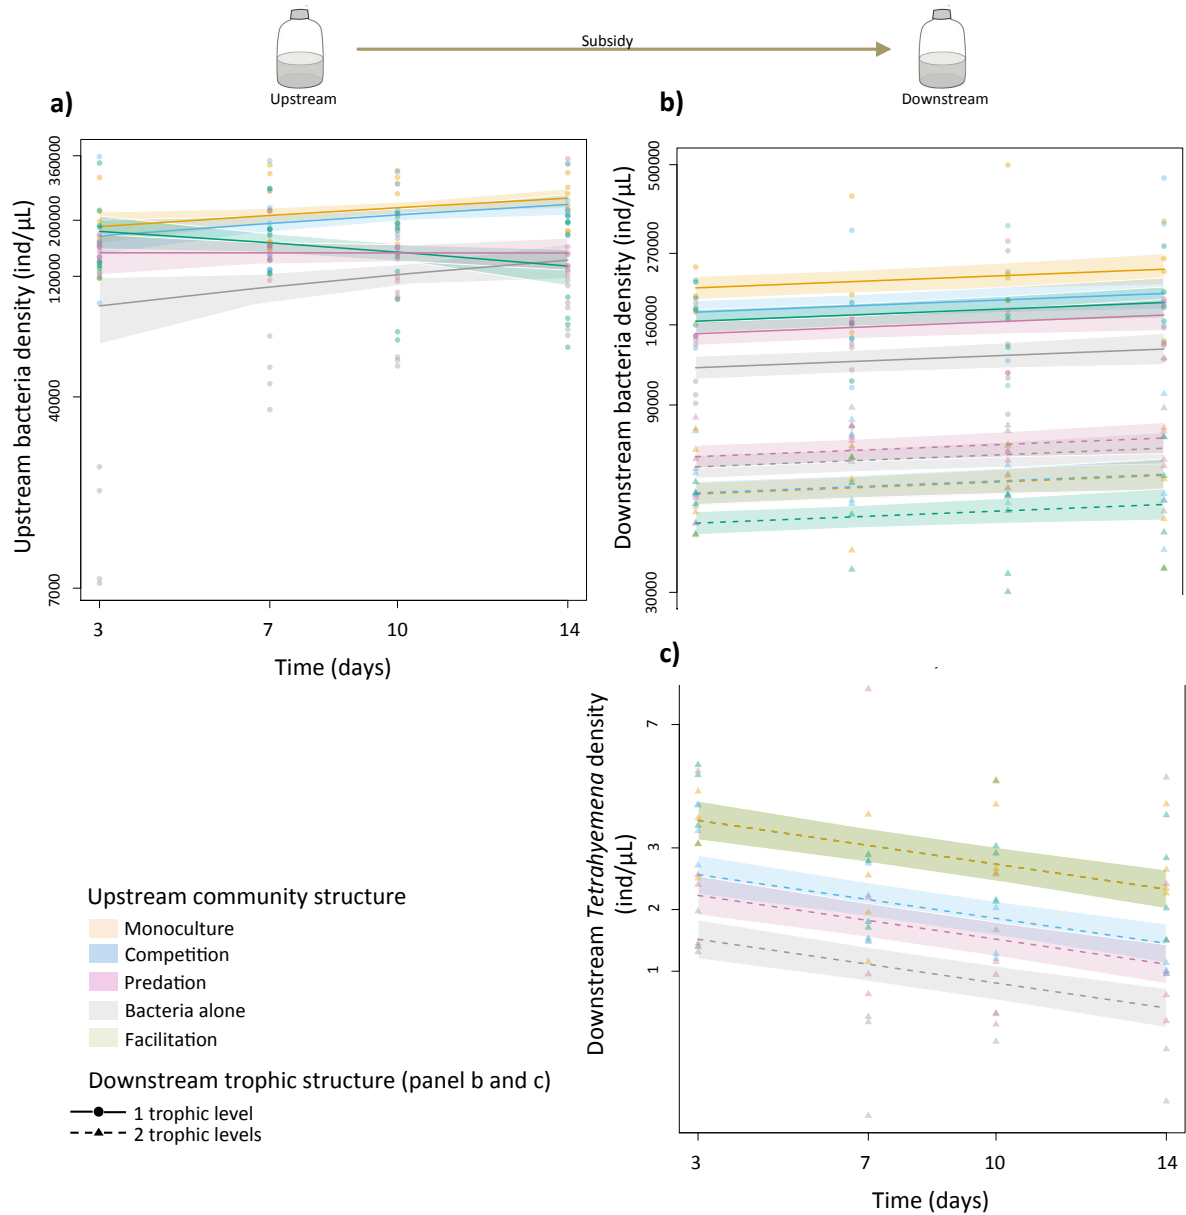 Subsidy
Upstream
Downstream
a)
b)
Upstream bacteria density (ind/μL)
360000
200000
120000
40000
7000
3
7
10
14
Time (days)
Downstream bacteria density (ind/μL)
500000
270000
160000
90000
30000
c)
Downstream Tetrahyemena density
(ind/μL)
7
3
2
1
3
7
10
14
Time (days)
Upstream community structure
Monoculture
Competition
Predation
Bacteria alone
Facilitation
Downstream trophic structure (panel b and c)
1 trophic level
2 trophic levels